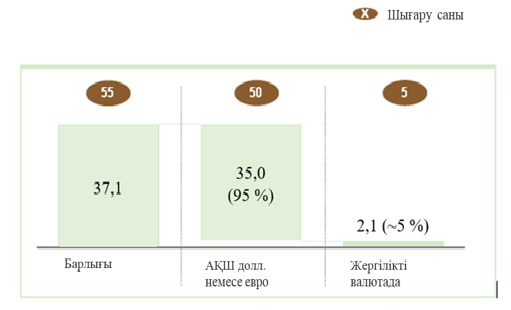 X Шығару саны
55 50 5
37,1
35,0
(95 %)
2,1 (~5 %)
Барлығы
АҚШ долл.
немесе евро
Жергілікті
валютада